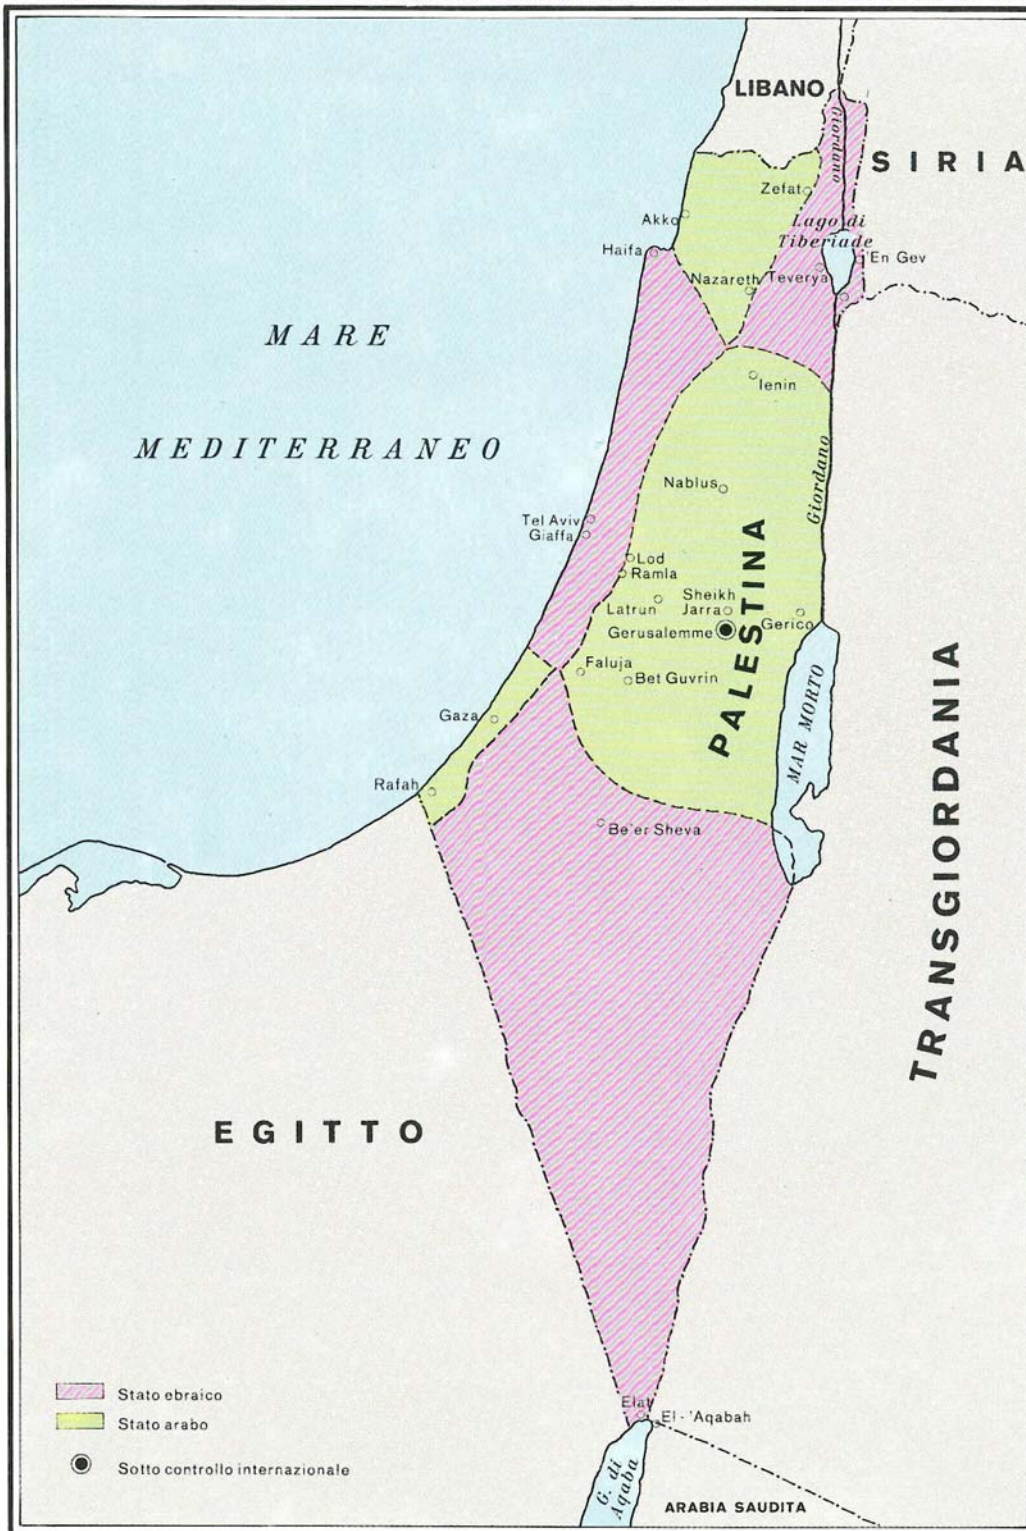 LIBANO
Giordano
SIRIA
Zefat
Akko
Lago di
Tiberiade
Haifa
'En Gev
Nazareth
Teverya
MARE
MEDITERRANEO
Ienin
Giordano
Nablus
Tel Aviv
Giaffa
Lod
Ramla
Sheikh
Jarra
Latrun
Gerico
Gerusalemme
PALESTINA
Faluja
Bet Guvrin
Gaza
MAR MORTO
Rafah
Be'er Sheva
TRANSGIORDANIA
EGITTO
Stato ebraico
Stato arabo
Sotto controllo internazionale
Elat
El-'Aqabah
G. di
Aqaba
ARABIA SAUDITA